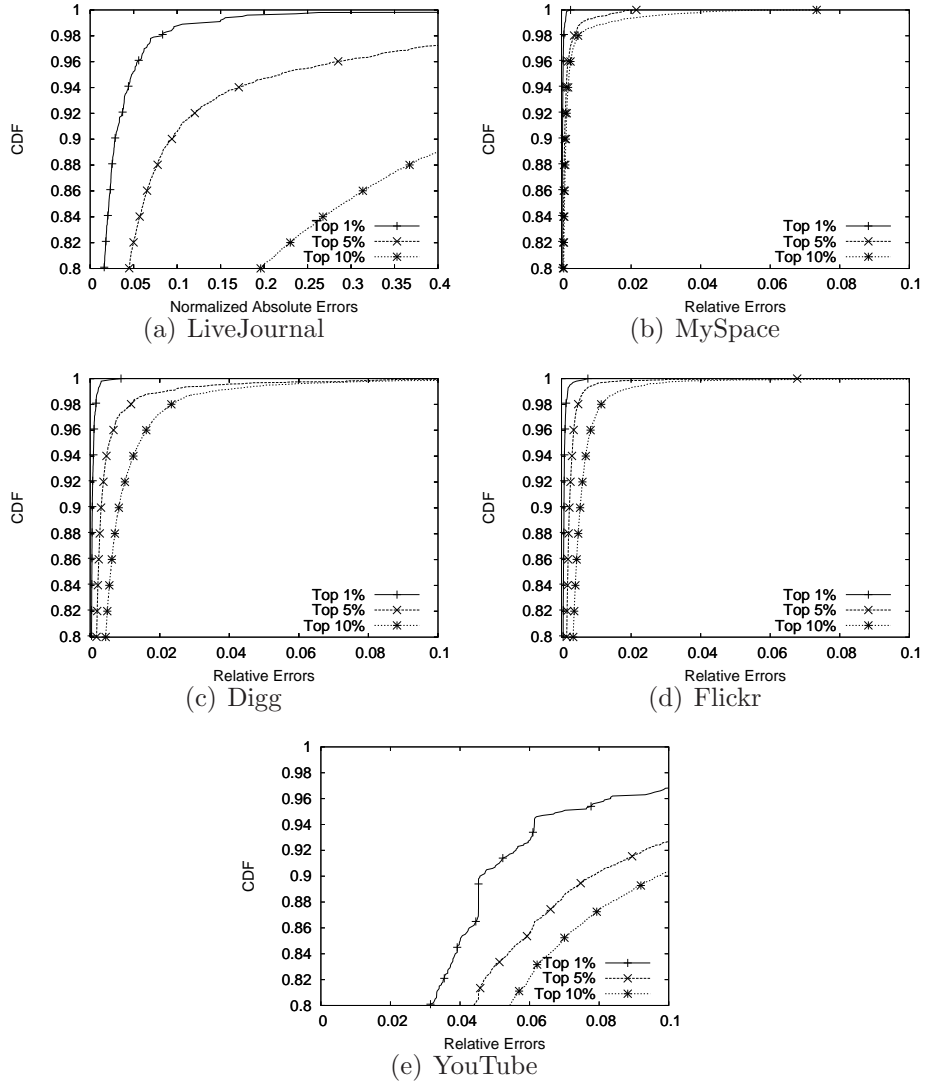 1
0.98
0.96
0.94
0.92
0.9
0.88
0.86
0.84
0.82
0.8
CDF
Top 1%
Top 5%
Top 10%
0 0.05 0.1 0.15 0.2 0.25 0.3 0.35 0.4
Normalized Absolute Errors
(a) LiveJournal
1
0.98
0.96
0.94
0.92
0.9
0.88
0.86
0.84
0.82
0.8
CDF
Top 1%
Top 5%
Top 10%
0 0.02 0.04 0.06 0.08 0.1
Relative Errors
(b) MySpace
1
0.98
0.96
0.94
0.92
0.9
0.88
0.86
0.84
0.82
0.8
CDF
Top 1%
Top 5%
Top 10%
0 0.02 0.04 0.06 0.08 0.1
Relative Errors
(c) Digg
1
0.98
0.96
0.94
0.92
0.9
0.88
0.86
0.84
0.82
0.8
CDF
Top 1%
Top 5%
Top 10%
0 0.02 0.04 0.06 0.08 0.1
Relative Errors
(d) Flickr
1
0.98
0.96
0.94
0.92
0.9
0.88
0.86
0.84
0.82
0.8
CDF
Top 1%
Top 5%
Top 10%
0 0.02 0.04 0.06 0.08 0.1
Relative Errors
(e) YouTube